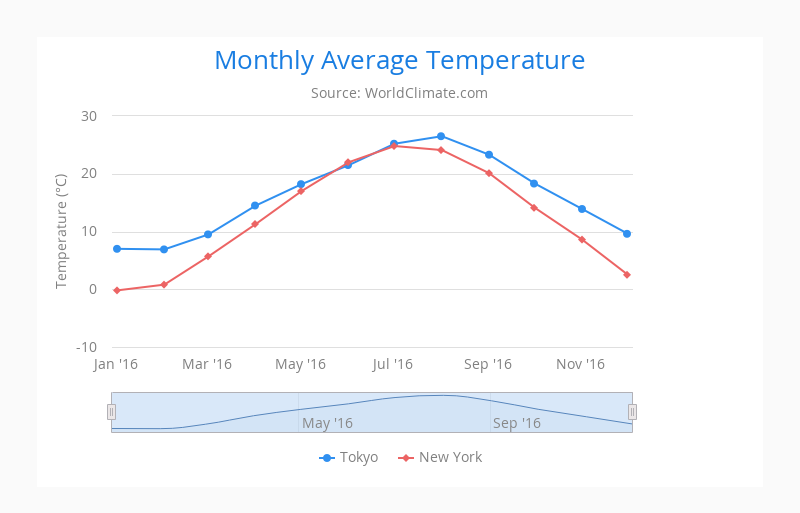 Monthly Average Temperature
Source: WorldClimate.com
Temperature (°C)
30
20
10
0
-10
Jan '16 Mar '16 May '16 Jul '16 Sep '16 Nov '16
May '16 Sep '16
Tokyo New York